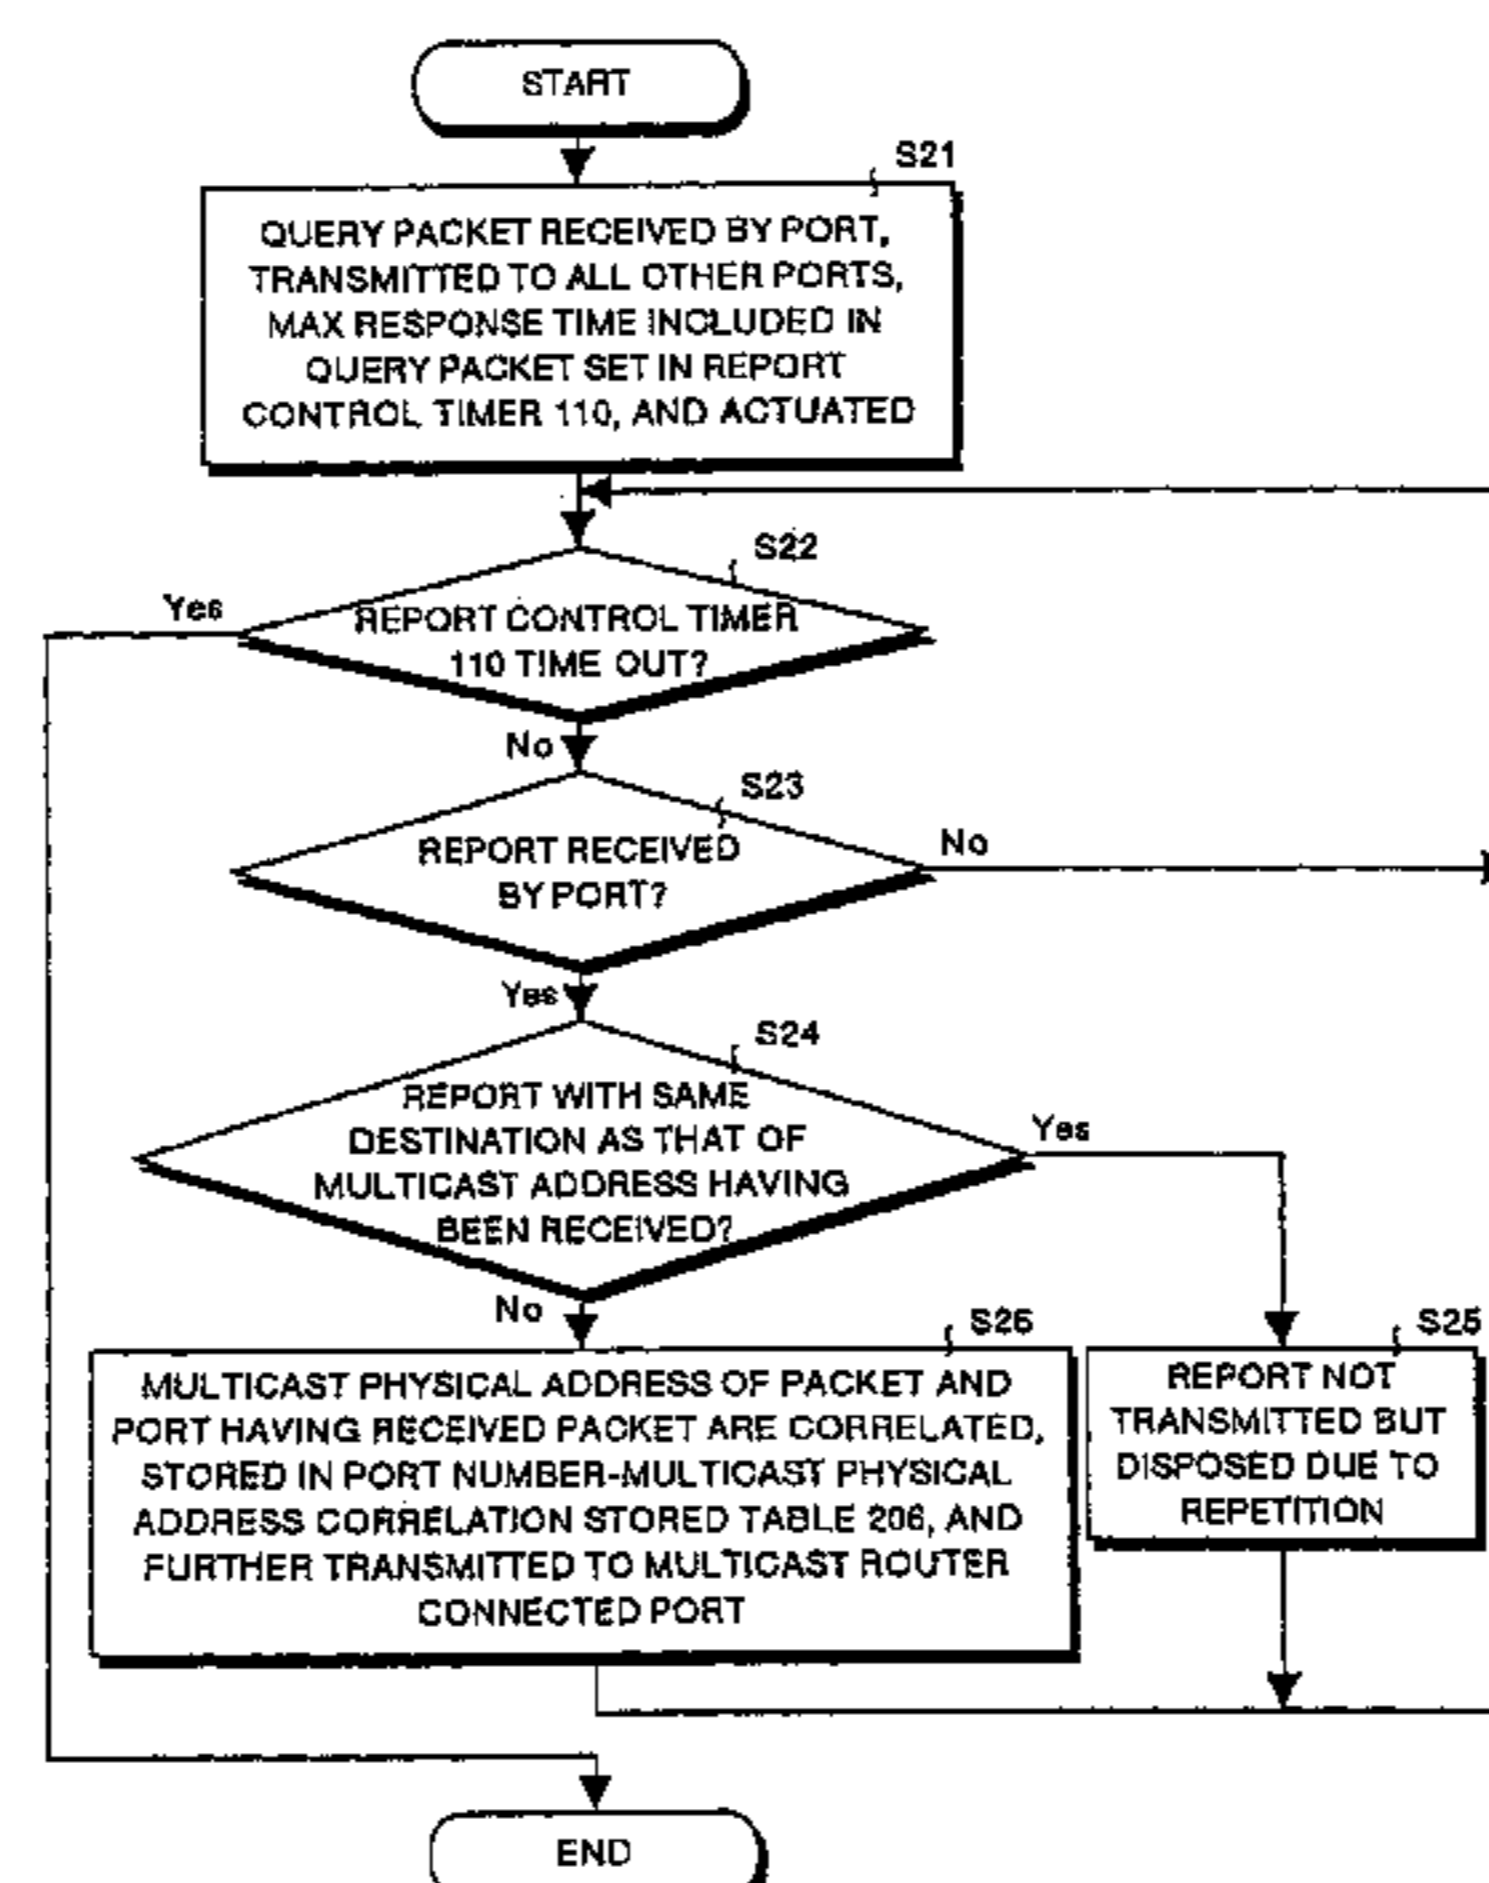 START
S21
QUERY PACKET RECEIVED BY PORT,
TRANSMITTED TO ALL OTHER PORTS,
MAX RESPONSE TIME INCLUDED IN
QUERY PACKET SET IN REPORT
CONTROL TIMER 110, AND ACTUATED
S22
Yes
REPORT CONTROL TIMER
110 TIME OUT?
No
S23
REPORT RECEIVED
BY PORT?
No
Yes
S24
REPORT WITH SAME
DESTINATION AS THAT OF
MULTICAST ADDRESS HAVING
BEEN RECEIVED?
Yes
No
S26
MULTICAST PHYSICAL ADDRESS OF PACKET AND
PORT HAVING RECEIVED PACKET ARE CORRELATED,
STORED IN PORT NUMBER-MULTICAST PHYSICAL
ADDRESS CORRELATION STORED TABLE 206, AND
FURTHER TRANSMITTED TO MULTICAST ROUTER
CONNECTED PORT
S25
REPORT NOT
TRANSMITTED BUT
DISPOSED DUE TO
REPETITION
END